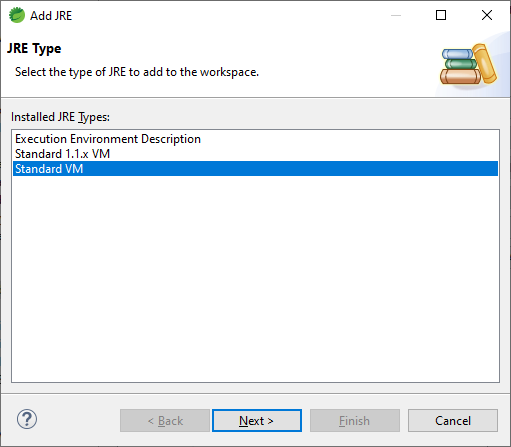 Add JRE
JRE Type
Select the type of JRE to add to the workspace.
Installed JRE Types:
Execution Environment Description
Standard 1.1.x VM
Standard VM
?
< Back
Next >
Finish
Cancel